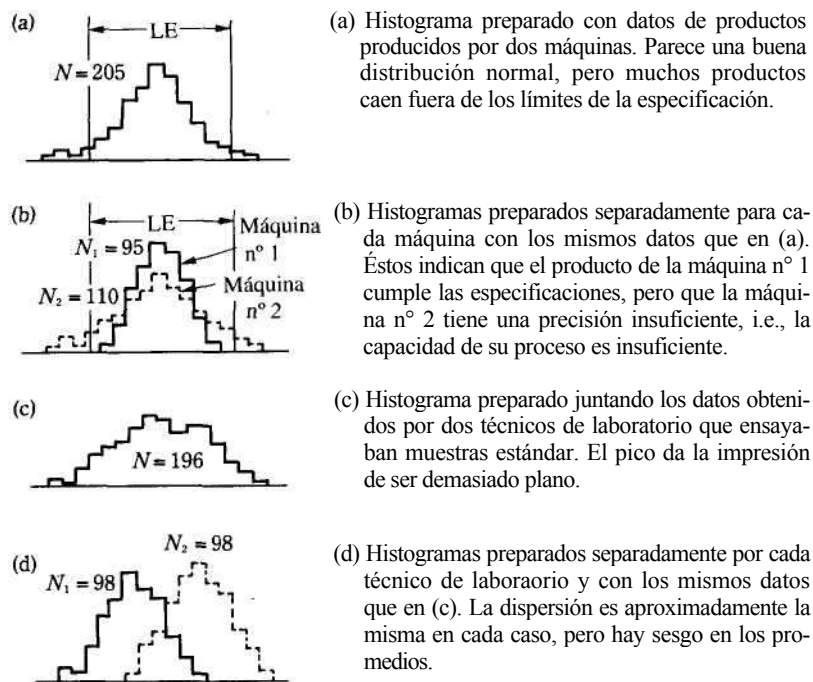 (a)
LE
N = 205
(a) Histograma preparado con datos de productos
producidos por dos máquinas. Parece una buena
distribución normal, pero muchos productos
caen fuera de los límites de la especificación.
(b)
LE
N₁ = 95
Máquina
nº 1
N₂ = 110
Máquina
nº 2
(b) Histogramas preparados separadamente para ca-
da máquina con los mismos datos que en (a).
Éstos indican que el producto de la máquina n° 1
cumple las especificaciones, pero que la máqui-
na n° 2 tiene una precisión insuficiente, i.e., la
capacidad de su proceso es insuficiente.
(c)
N = 196
(c) Histograma preparado juntando los datos obteni-
dos por dos técnicos de laboratorio que ensaya-
ban muestras estándar. El pico da la impresión
de ser demasiado plano.
(d)
N₂ = 98
N₁ = 98
(d) Histogramas preparados separadamente por cada
técnico de laboraorio y con los mismos datos
que en (c). La dispersión es aproximadamente la
misma en cada caso, pero hay sesgo en los pro-
medios.